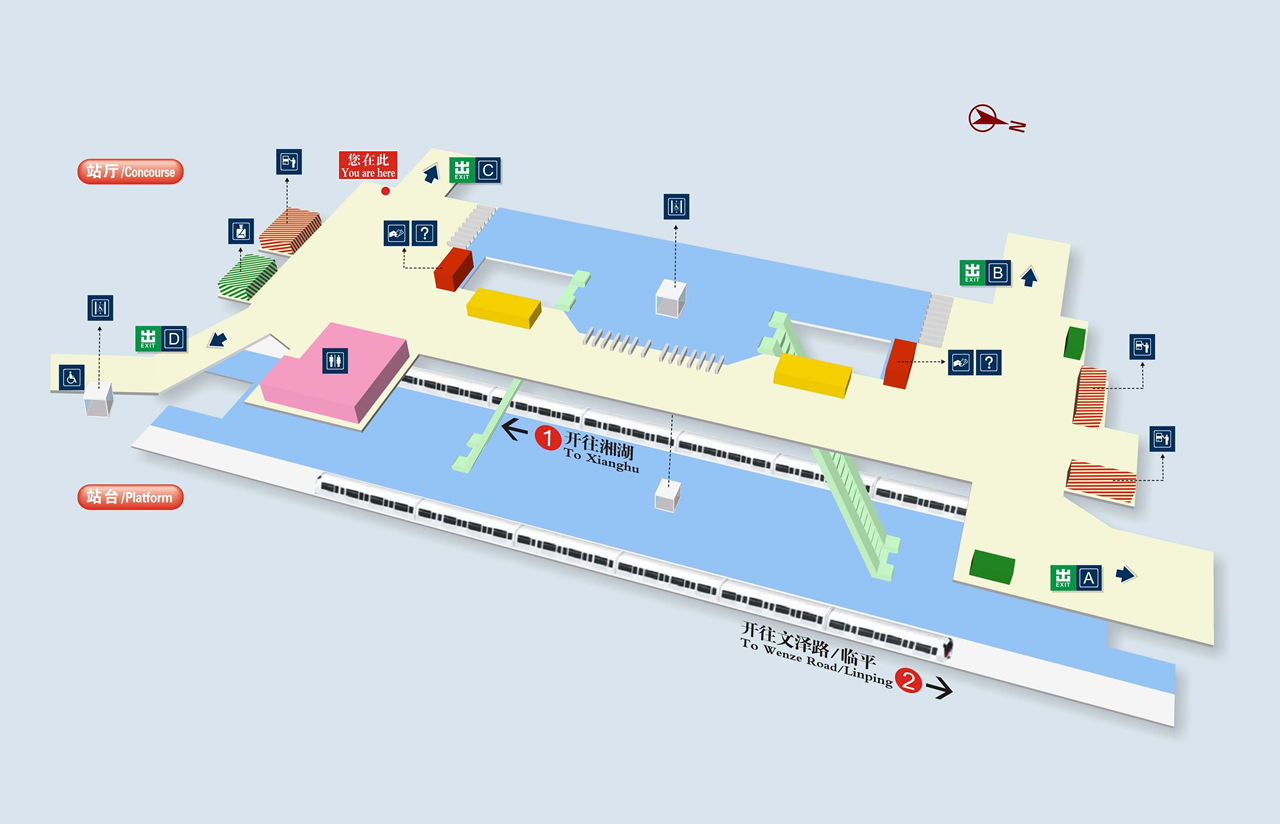 N
您在此
You are here
站厅/Concourse
出
EXIT
C
?
出
EXIT
B
出
EXIT
D
?
1
开往湘湖
To Xianghu
站台/Platform
出
EXIT
A
开往文泽路/临平
To Wenze Road/Linping
2